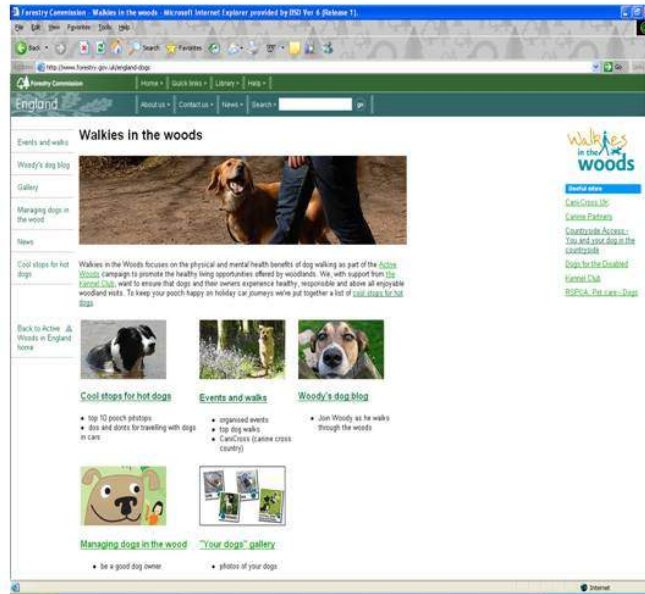 Forestry Commission - Walkies in the woods - Microsoft Internet Explorer provided by BSD Ver 6 (Release 1).
File Edit View Favorites Tools Help
Back Search Favorites
http://www.forestry.gov.uk/england-dogs Go
Forestry Commission Home Quick links Library Help
England About us Contact us News Search go
Events and walks
Woody's dog blog
Gallery
Managing dogs in
the wood
News
Cool stops for hot
dogs
Back to Active
Woods in England
home
Walkies in the woods
Walkies in the Woods focuses on the physical and mental health benefits of dog walking as part of the Active
Woods campaign to promote the healthy living opportunities offered by woodlands. We, with support from the
Kennel Club, want to ensure that dogs and their owners experience healthy, responsible and above all enjoyable
woodland visits. To keep your pooch happy on holiday car journeys we've put together a list of cool stops for hot
dogs.
Cool stops for hot dogs
• top 10 pooch pitstops
• dos and donts for travelling with dogs
in cars
Events and walks
• organised events
• top dog walks
• CaniCross (canine cross
country)
Woody's dog blog
• Join Woody as he walks
through the woods
Managing dogs in the wood
• be a good dog owner
"Your dogs" gallery
• photos of your dogs
Walkies
in the
woods
Useful sites
CaniCross UK
Canine Partners
Countryside Access -
You and your dog in the
countryside
Dogs for the Disabled
Kennel Club
RSPCA, Pet care - Dogs
Internet